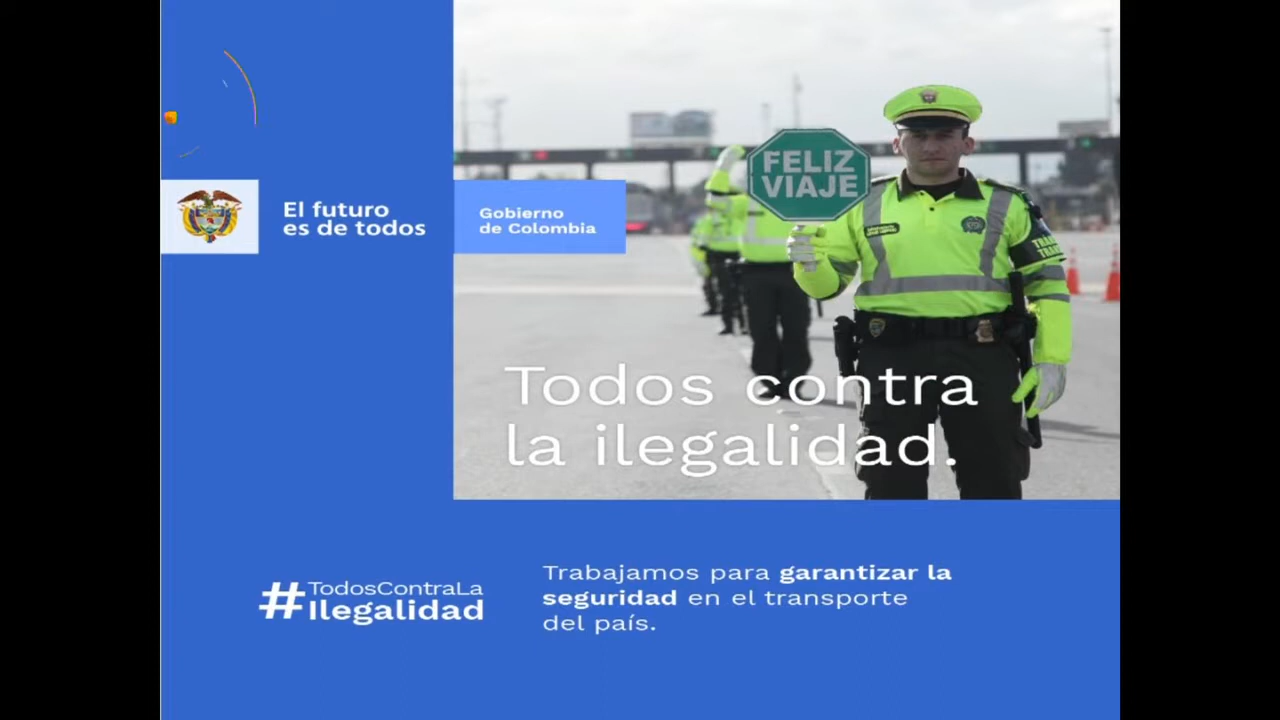 El futuro
es de todos
Gobierno
de Colombia
FELIZ
VIAJE
Todos contra
la ilegalidad.
#TodosContraLa
Ilegalidad
Trabajamos para garantizar la
seguridad en el transporte
del país.